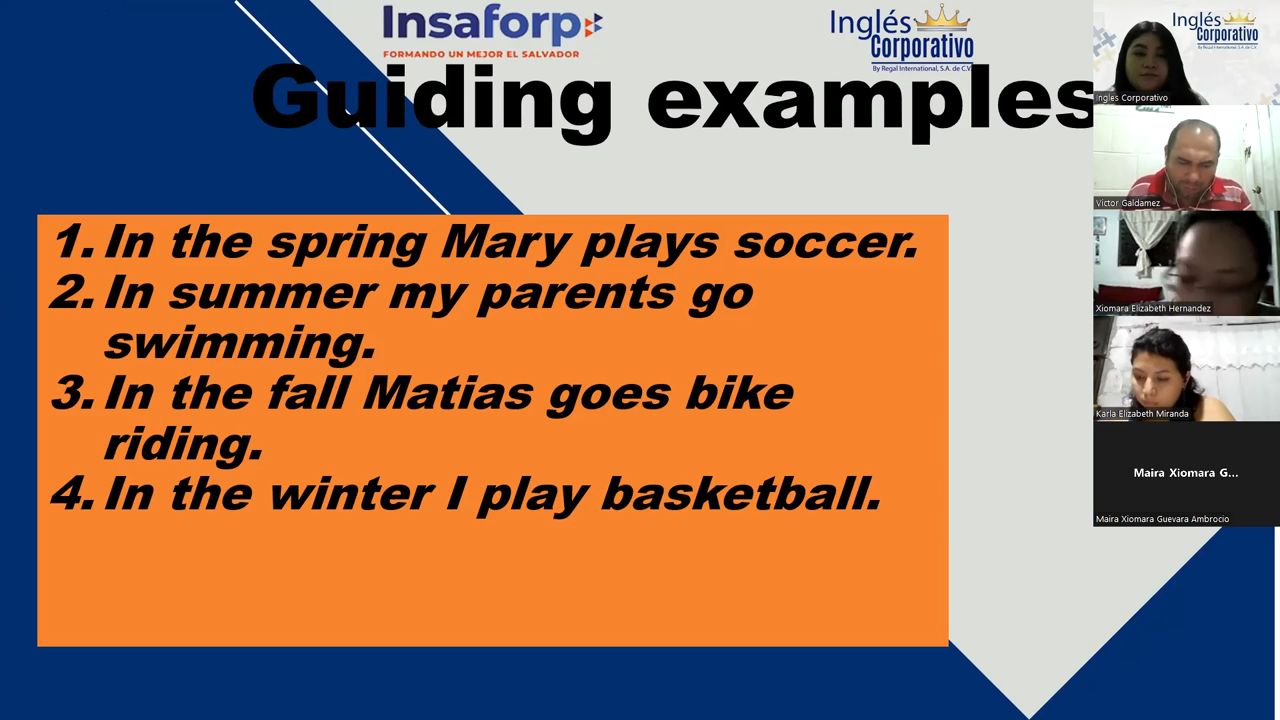 Insaforp
FORMANDO UN MEJOR EL SALVADOR
Inglés
Corporativo
By Regal International, S.A. de C.V.
Guiding examples
1. In the spring Mary plays soccer.
2. In summer my parents go
swimming.
3. In the fall Matias goes bike
riding.
4. In the winter I play basketball.
Inglés
Corporativo
By Regal International, S.A. de C.V.
Ingles Corporativo
Victor Galdamez
Xiomara Elizabeth Hernandez
Karla Elizabeth Miranda
Maira Xiomara G...
Maira Xiomara Guevara Ambrocio